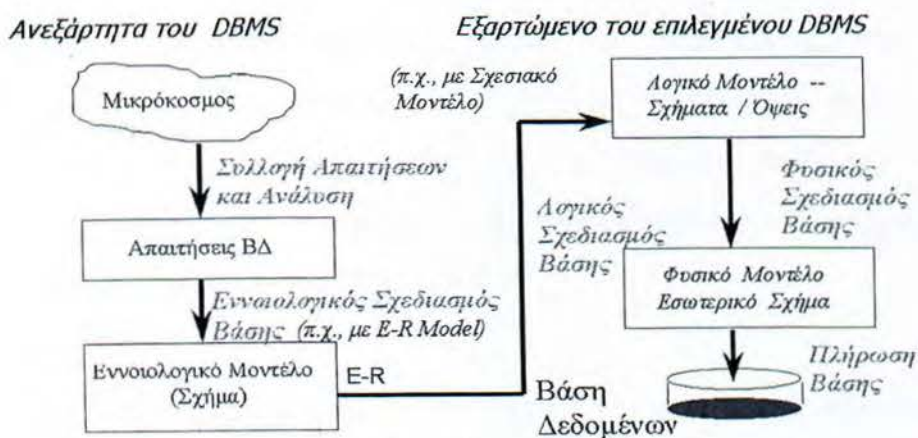 Ανεξάρτητα του DBMS
Εξαρτώμενο του επιλεγμένου DBMS
Μικρόκοσμος
Συλλογή Απαιτήσεων
και Ανάλυση
Απαιτήσεις ΒΔ
Εννοιολογικός Σχεδιασμός
Βάσης (π.χ., με E-R Model)
Εννοιολογικό Μοντέλο
(Σχήμα)
E-R
(π.χ., με Σχεσιακό
Μοντέλο)
Λογικός
Σχεδιασμός
Βάσης
Λογικό Μοντέλο --
Σχήματα / Όψεις
Φυσικός
Σχεδιασμός
Βάσης
Φυσικό Μοντέλο
Εσωτερικό Σχήμα
Πλήρωση
Βάσης
Βάση
Δεδομένων